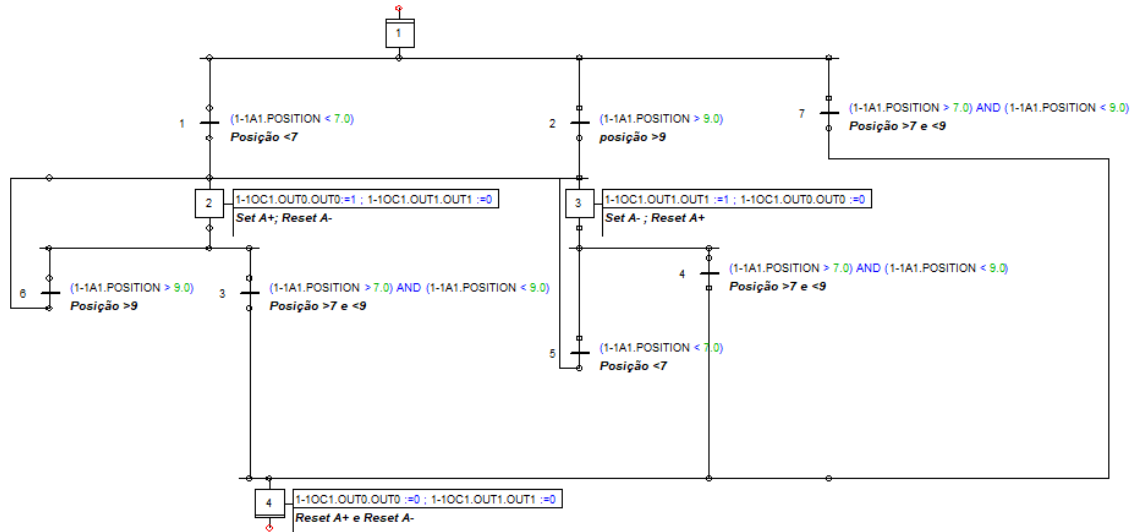 1
1
(1-1A1.POSITION < 7.0)
Posição <7
2
(1-1A1.POSITION > 9.0)
posição >9
7
(1-1A1.POSITION > 7.0) AND (1-1A1.POSITION < 9.0)
Posição >7 e <9
2
1-1OC1.OUT0.OUT0:=1 ; 1-1OC1.OUT1.OUT1 :=0
Set A+; Reset A-
3
1-1OC1.OUT1.OUT1 :=1 ; 1-1OC1.OUT0.OUT0 :=0
Set A- ; Reset A+
6
(1-1A1.POSITION > 9.0)
Posição >9
3
(1-1A1.POSITION > 7.0) AND (1-1A1.POSITION < 9.0)
Posição >7 e <9
4
(1-1A1.POSITION > 7.0) AND (1-1A1.POSITION < 9.0)
Posição >7 e <9
5
(1-1A1.POSITION < 7.0)
Posição <7
4
1-1OC1.OUT0.OUT0 :=0 ; 1-1OC1.OUT1.OUT1 :=0
Reset A+ e Reset A-